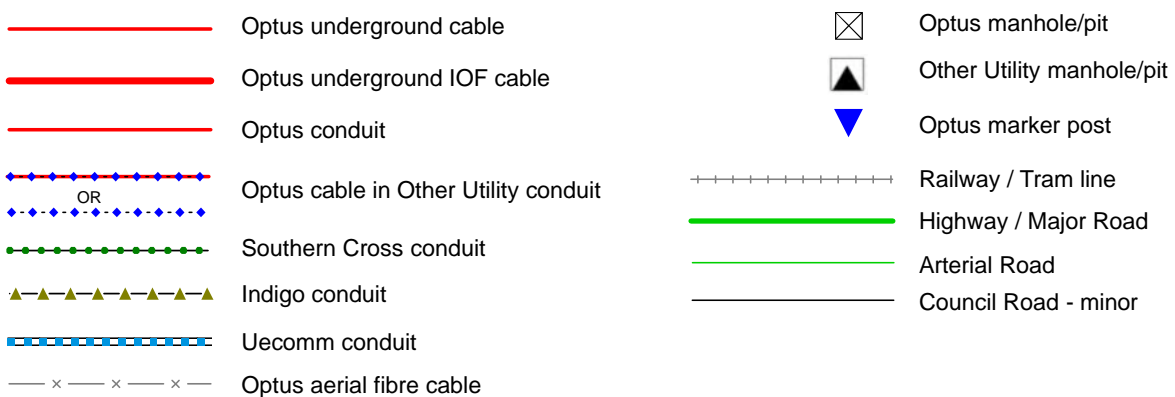 Optus underground cable
Optus underground IOF cable
Optus conduit
OR
Optus cable in Other Utility conduit
Southern Cross conduit
Indigo conduit
Uecomm conduit
Optus aerial fibre cable
Optus manhole/pit
Other Utility manhole/pit
Optus marker post
Railway / Tram line
Highway / Major Road
Arterial Road
Council Road - minor